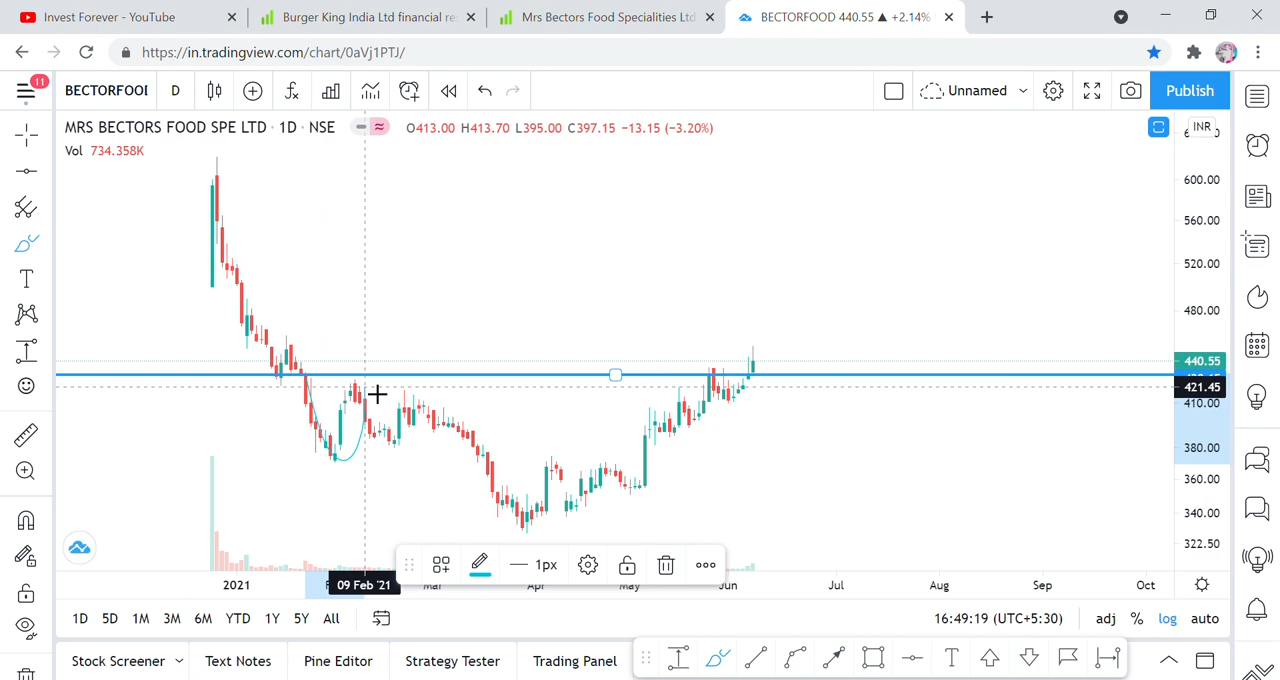 Invest Forever - YouTube
Burger King India Ltd financial re
Mrs Bectors Food Specialities Ltd
BECTORFOOD 440.55 ▲ +2.14%
https://in.tradingview.com/chart/0aVj1PTJ/
11
BECTORFOOI
D
Unnamed
Publish
MRS BECTORS FOOD SPE LTD · 1D · NSE
O413.00 H413.70 L395.00 C397.15 −13.15 (−3.20%)
INR
Vol 734.358K
600.00
560.00
520.00
480.00
440.55
421.45
410.00
380.00
360.00
340.00
322.50
1px
2021
09 Feb '21
Mar
Apr
May
Jun
Jul
Aug
Sep
Oct
1D 5D 1M 3M 6M YTD 1Y 5Y All
16:49:19 (UTC+5:30)
adj % log auto
Stock Screener
Text Notes
Pine Editor
Strategy Tester
Trading Panel